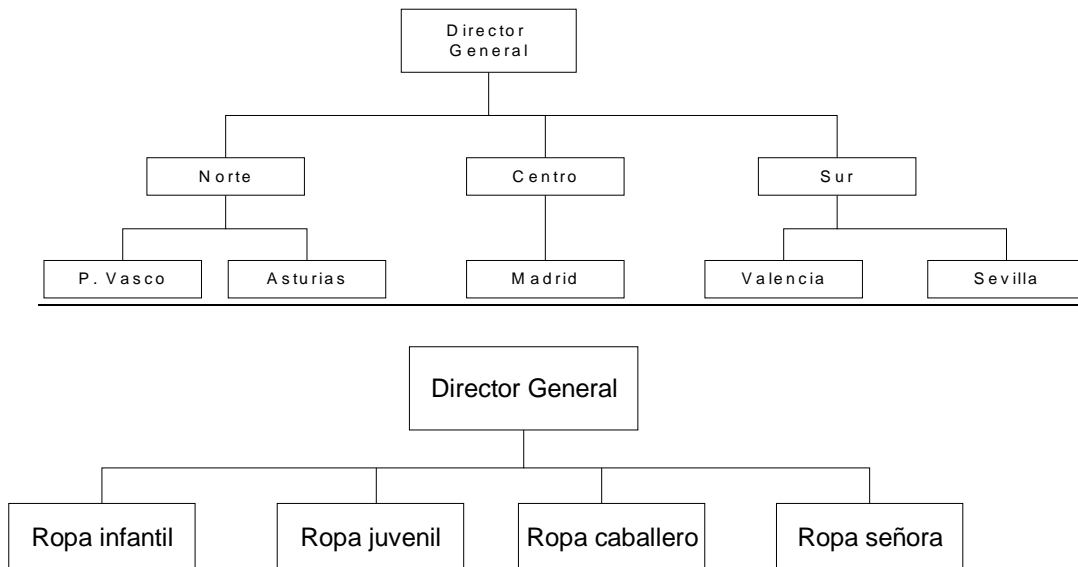 Director
General
Norte Centro Sur
P. Vasco Asturias Madrid Valencia Sevilla
Director General
Ropa infantil Ropa juvenil Ropa caballero Ropa señora